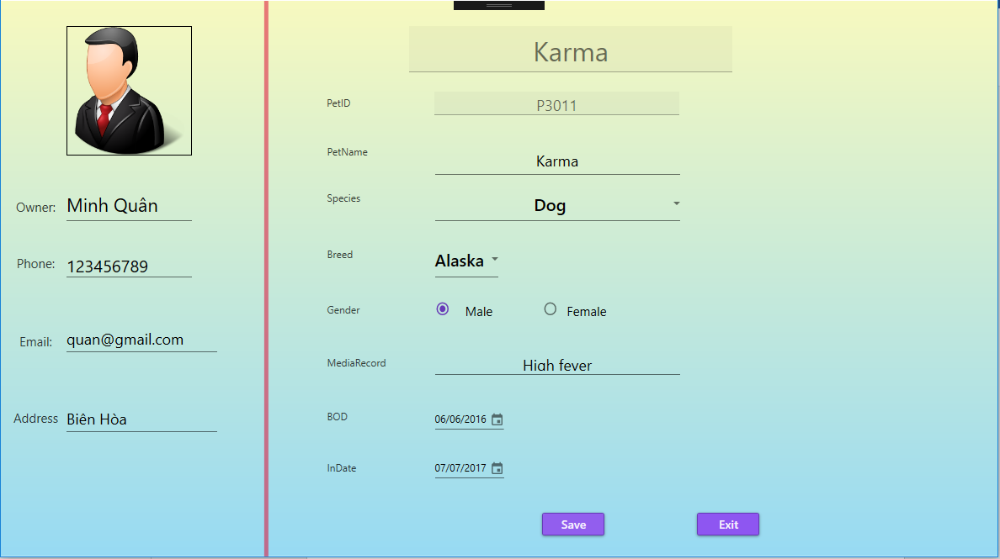 Owner: Minh Quân
Phone: 123456789
Email: quan@gmail.com
Address Biên Hòa
Karma
PetID P3011
PetName Karma
Species Dog
Breed Alaska
Gender Male Female
MediaRecord High fever
BOD 06/06/2016
InDate 07/07/2017
Save Exit